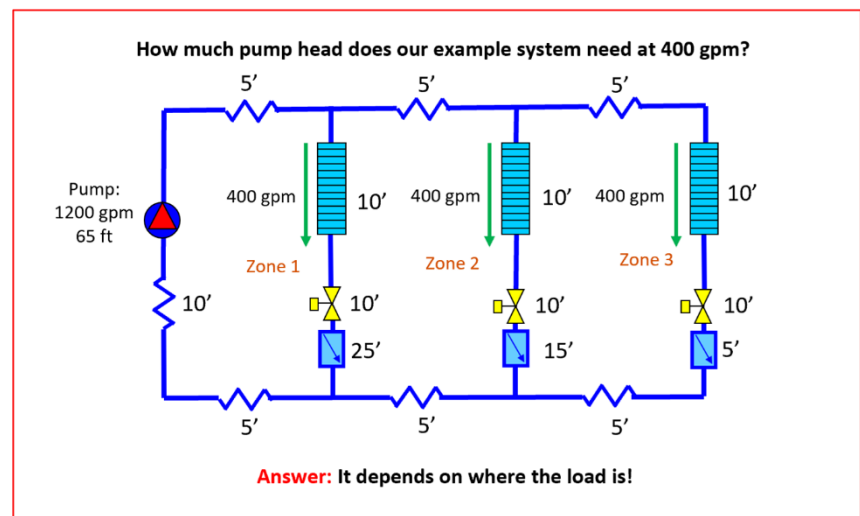 How much pump head does our example system need at 400 gpm?
5’
5’
5’
Pump:
1200 gpm
65 ft
400 gpm
10’
400 gpm
10’
400 gpm
10’
Zone 1
Zone 2
Zone 3
10’
10’
10’
10’
25’
15’
5’
5’
5’
5’
Answer: It depends on where the load is!